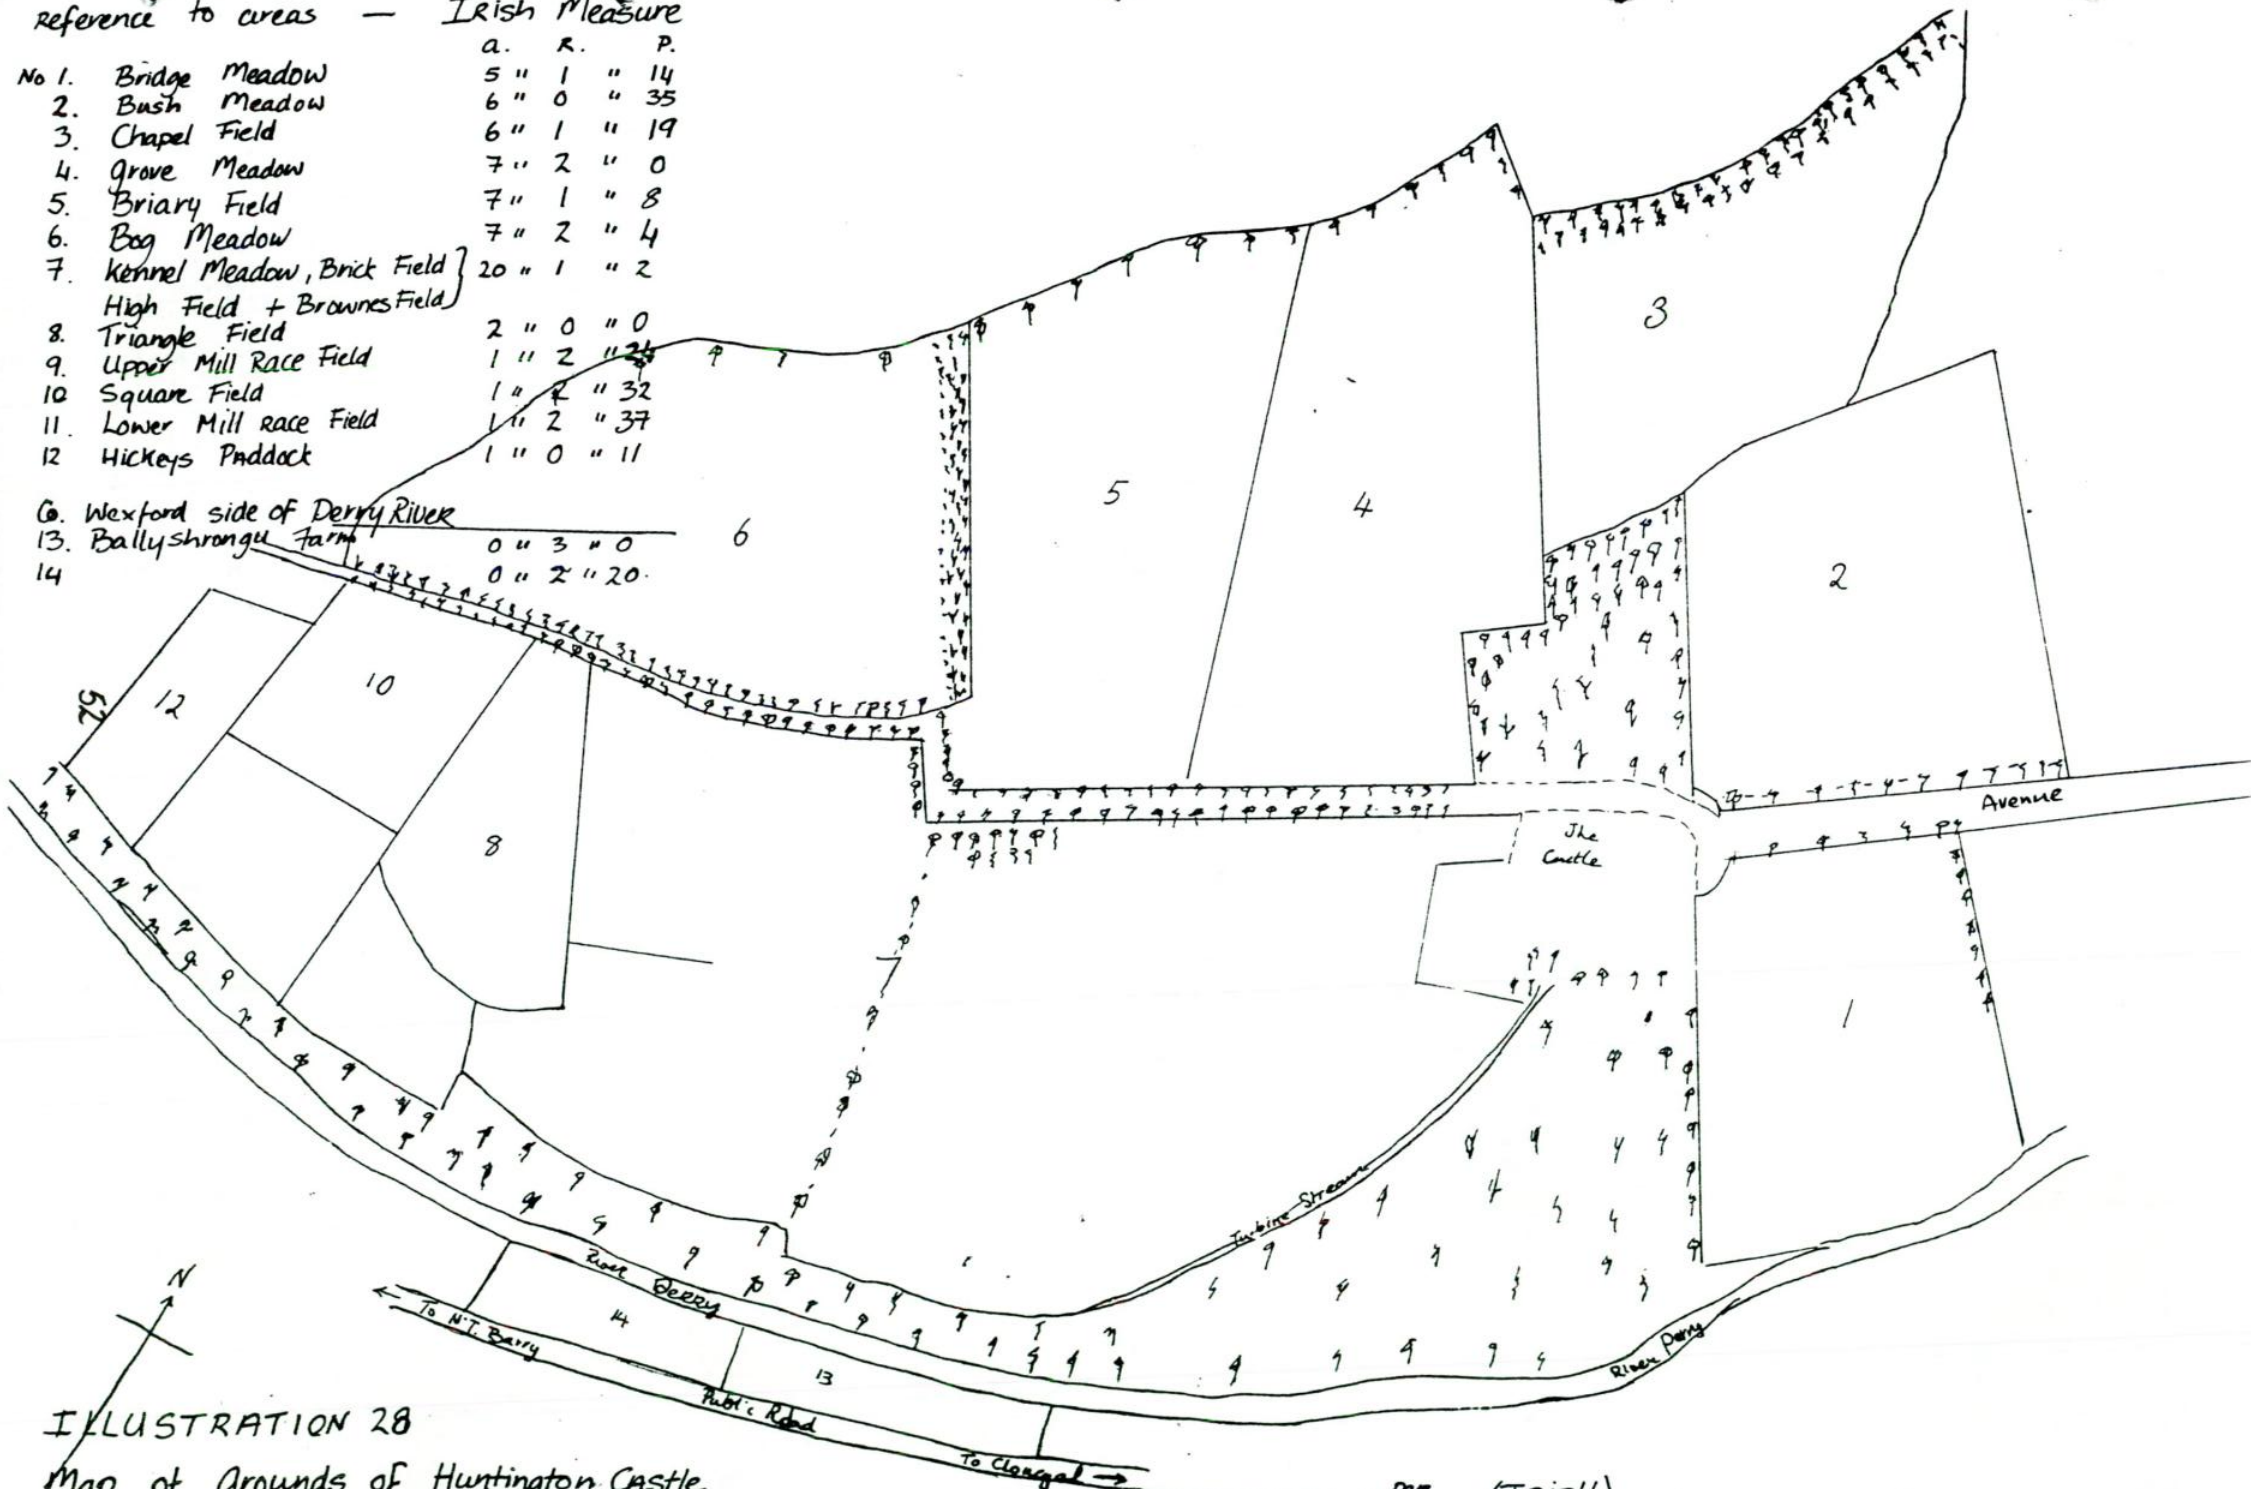 Reference to areas — Irish Measure
a. R. P.
No 1. Bridge Meadow 5 " 1 " 14
2. Bush Meadow 6 " 0 " 35
3. Chapel Field 6 " 1 " 19
4. Grove Meadow 7 " 2 " 0
5. Briary Field 7 " 1 " 8
6. Bog Meadow 7 " 2 " 4
7. Kennel Meadow, Brick Field } 20 " 1 " 2
High Field + Brownes Field
8. Triangle Field 2 " 0 " 0
9. Upper Mill Race Field 1 " 2 "
10 Square Field 1 " 2 " 32
11. Lower Mill Race Field 1 " 2 " 37
12 Hickeys Paddock 1 " 0 " 11
Co. Wexford side of Derry River
13. Ballyshrongu Farm 0 " 3 " 0
14 0 " 2 " 20.
3
5
4
6
2
10
12
52
8
Avenue
The
Castle
7
1
Turbine Stream
River Derry
N
14
To N.T. Barry
13
River Derry
Public Road
To Clonegal →
ILLUSTRATION 28
Map of Grounds of Huntington Castle.
(Irish)